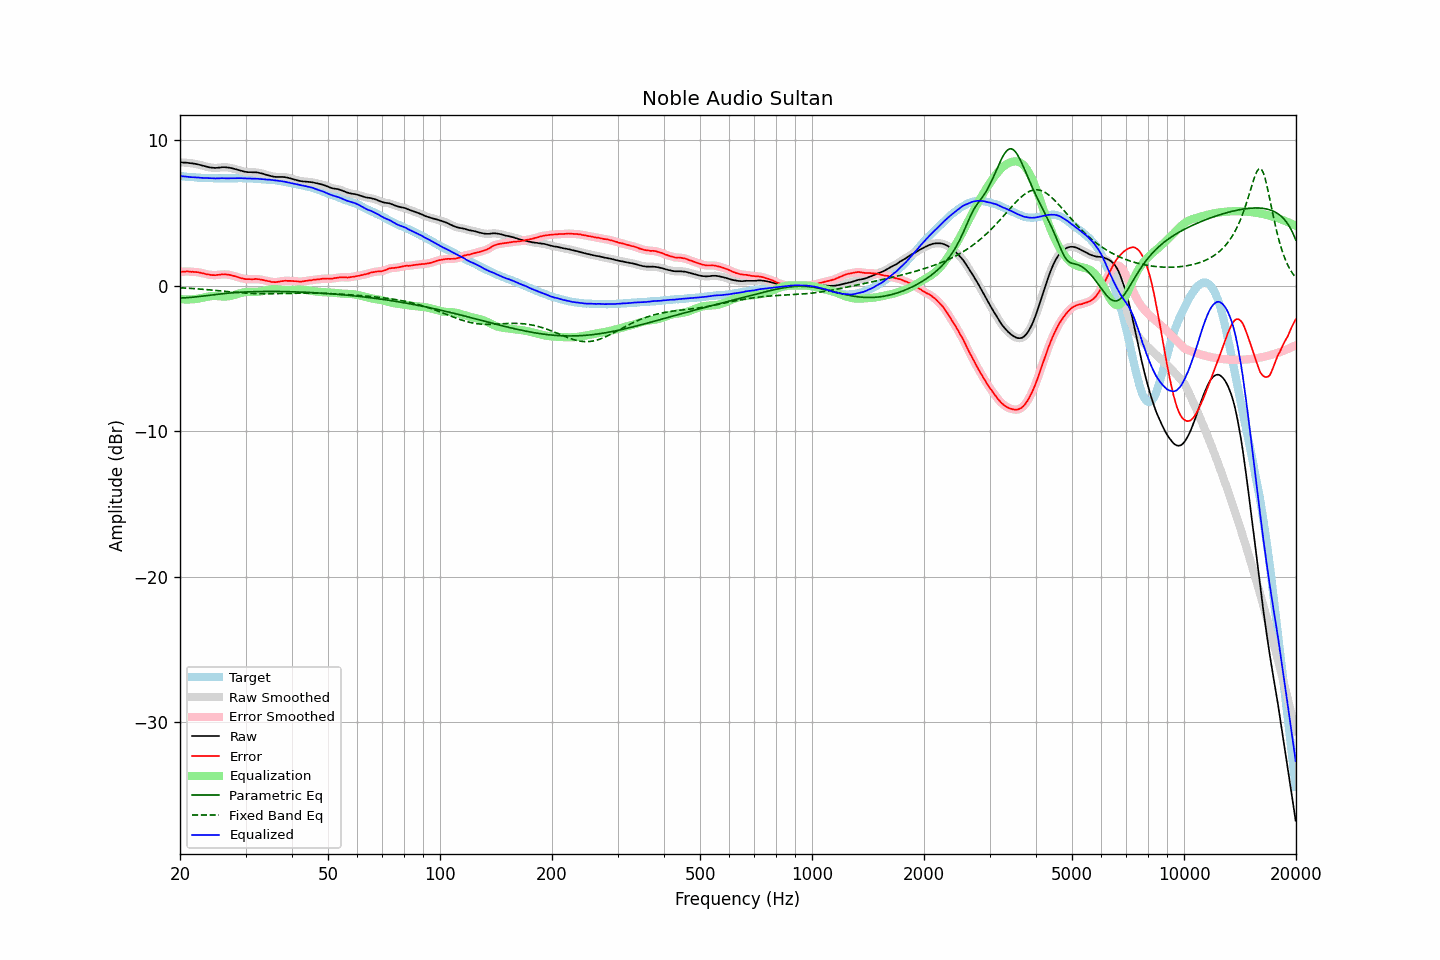 Noble Audio Sultan
10
0
−10
−20
−30
Amplitude (dBr)
Target
Raw Smoothed
Error Smoothed
Raw
Error
Equalization
Parametric Eq
Fixed Band Eq
Equalized
20 50 100 200 500 1000 2000 5000 10000 20000
Frequency (Hz)